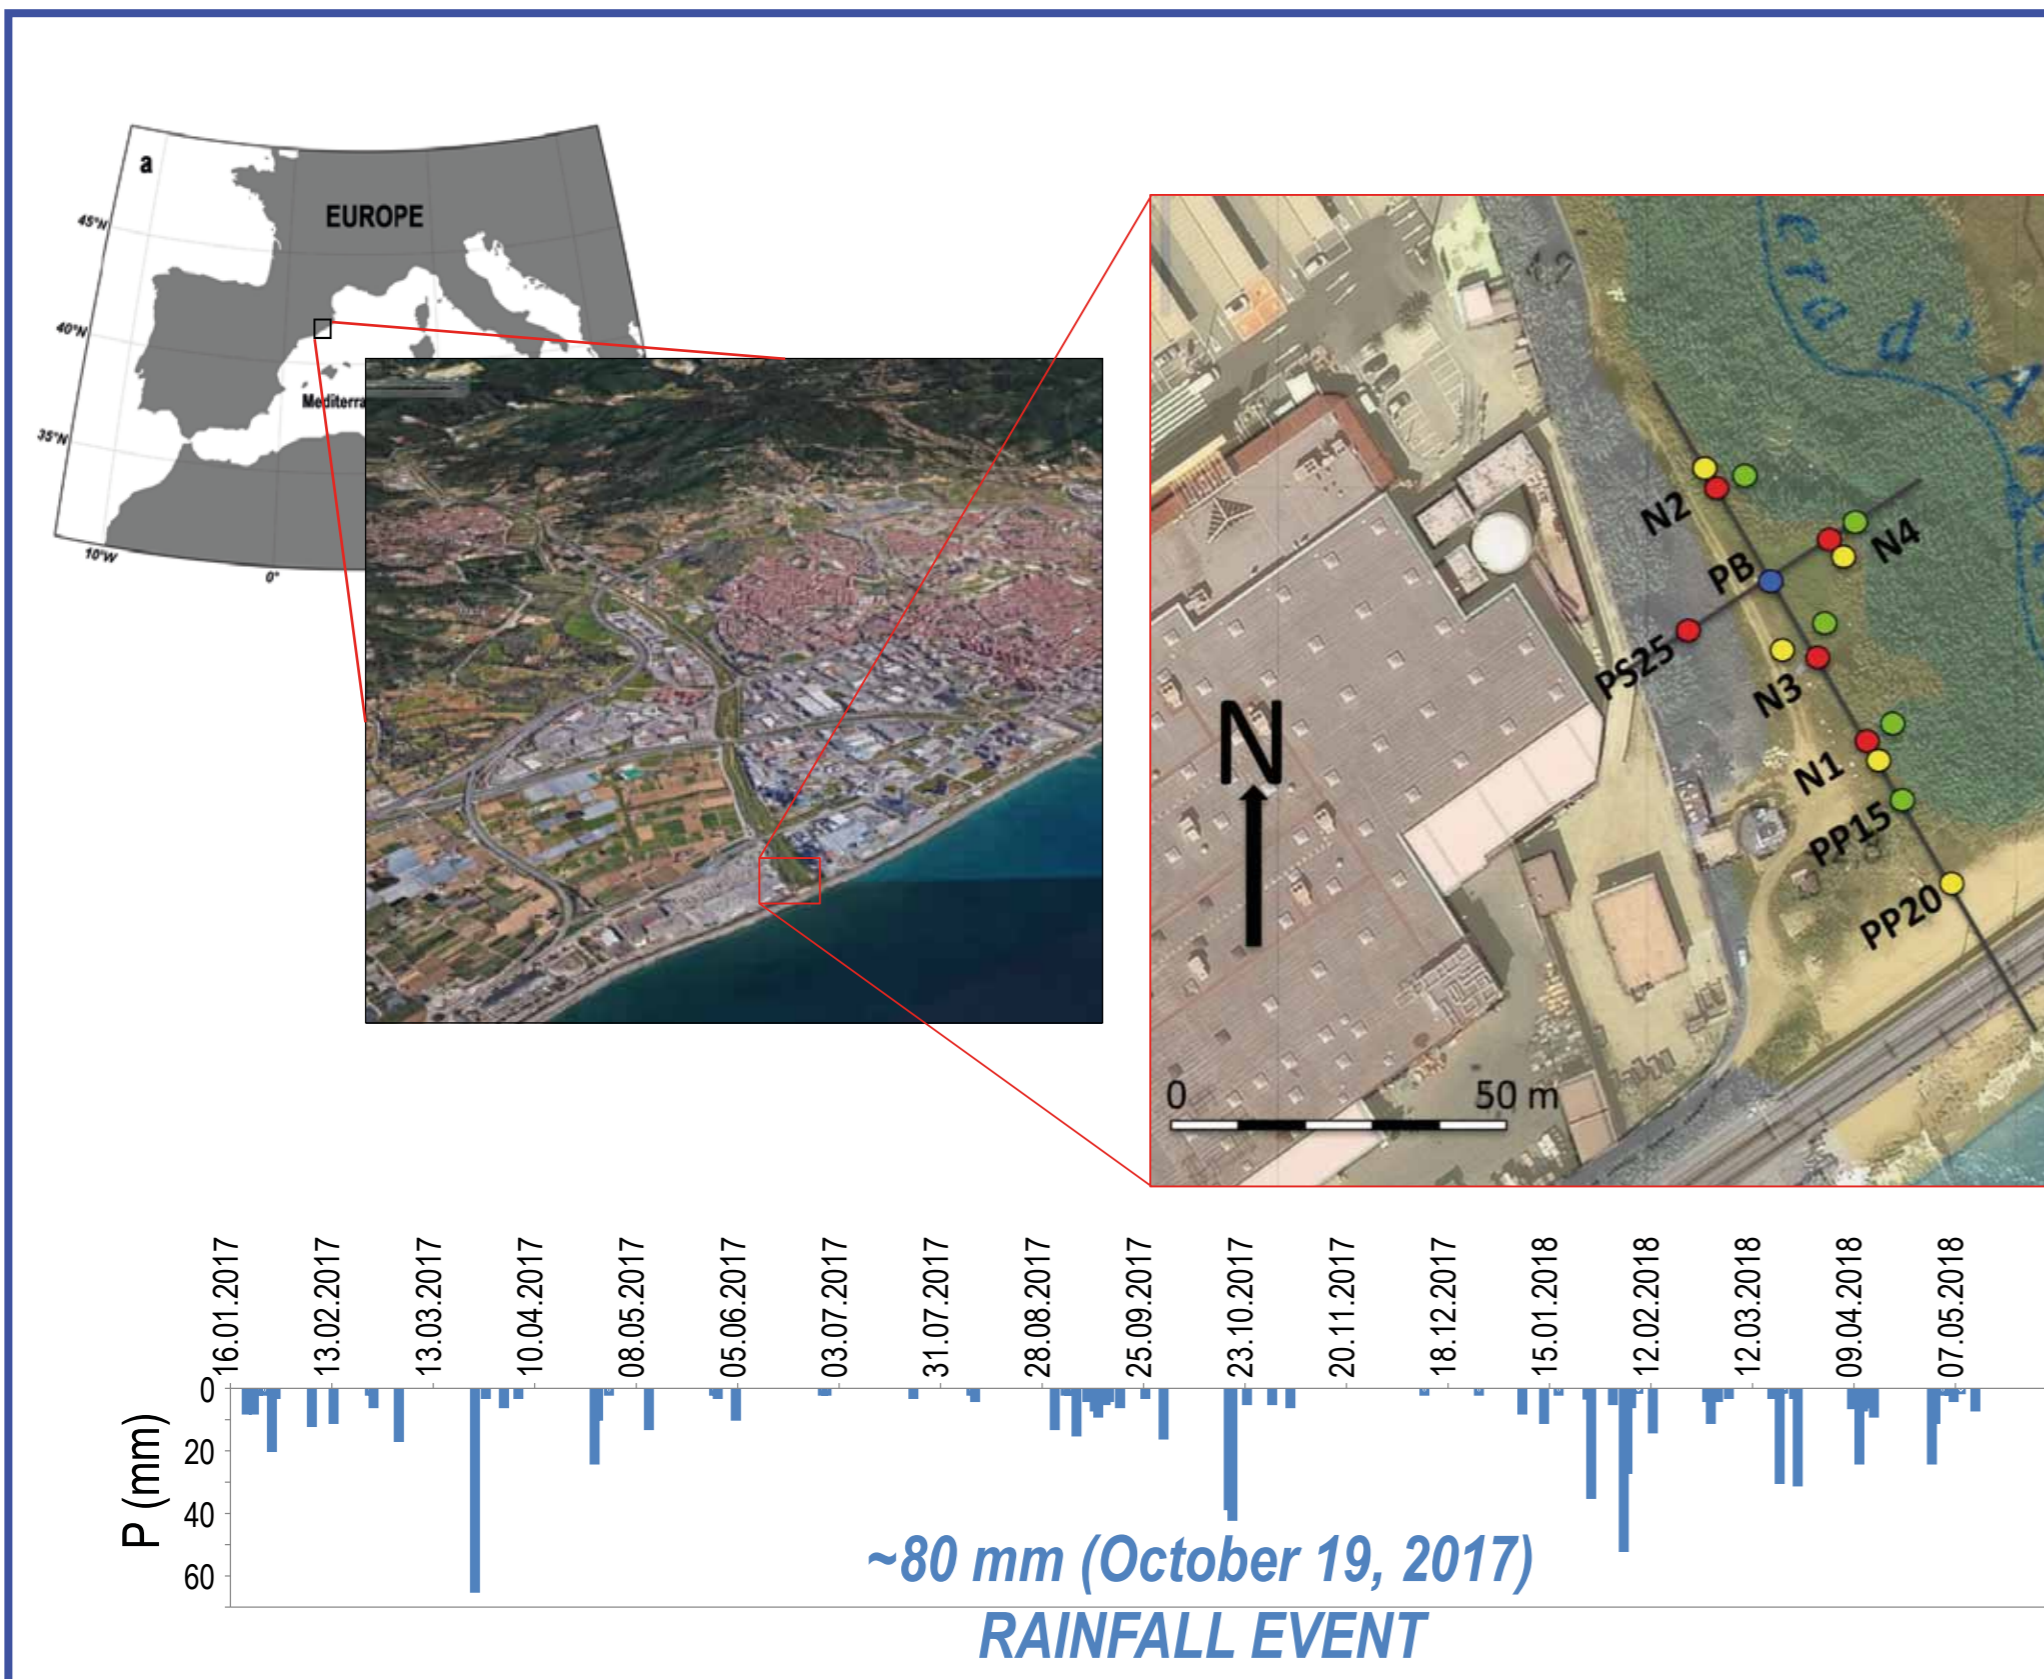 a
EUROPE
45°N
40°N
35°N
10°W
0°
Mediterra
N2
N4
PB
PS25
N3
N1
PP15
PP20
N
0
50 m
16.01.2017
13.02.2017
13.03.2017
10.04.2017
08.05.2017
05.06.2017
03.07.2017
31.07.2017
28.08.2017
25.09.2017
23.10.2017
20.11.2017
18.12.2017
15.01.2018
12.02.2018
12.03.2018
09.04.2018
07.05.2018
P (mm)
0
20
40
60
~80 mm (October 19, 2017)
RAINFALL EVENT